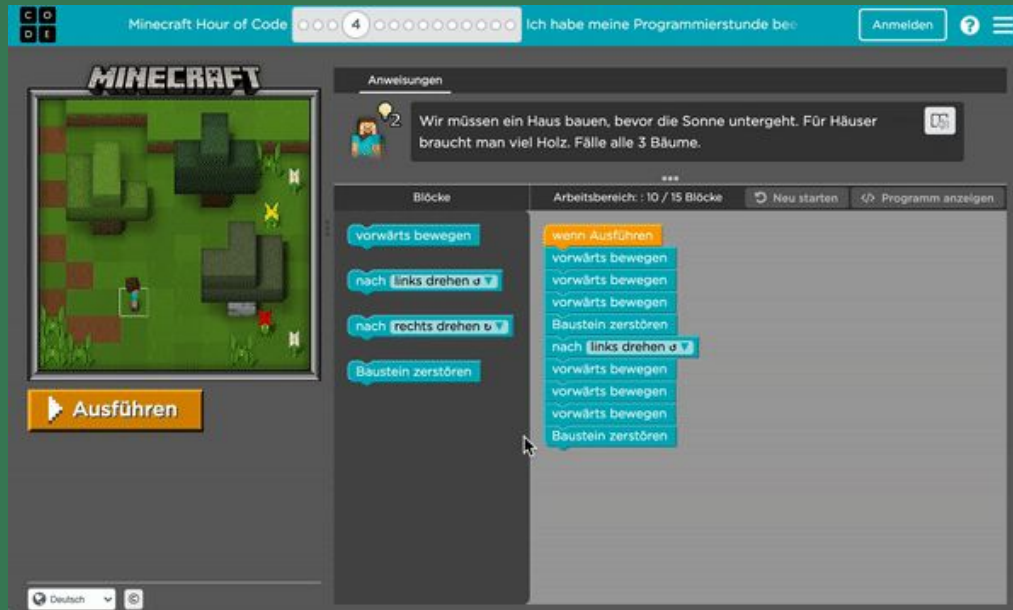 CO
DE
Minecraft Hour of Code
4
Ich habe meine Programmierstunde bee
Anmelden
?
MINECRAFT
Anweisungen
2
Wir müssen ein Haus bauen, bevor die Sonne untergeht. Für Häuser
braucht man viel Holz. Fälle alle 3 Bäume.
Blöcke
Arbeitsbereich: : 10 / 15 Blöcke
Neu starten
</> Programm anzeigen
vorwärts bewegen
nach links drehen ↺ ▼
nach rechts drehen ↻ ▼
Baustein zerstören
wenn Ausführen
vorwärts bewegen
vorwärts bewegen
vorwärts bewegen
Baustein zerstören
nach links drehen ↺ ▼
vorwärts bewegen
vorwärts bewegen
vorwärts bewegen
Baustein zerstören
Ausführen
Deutsch
©